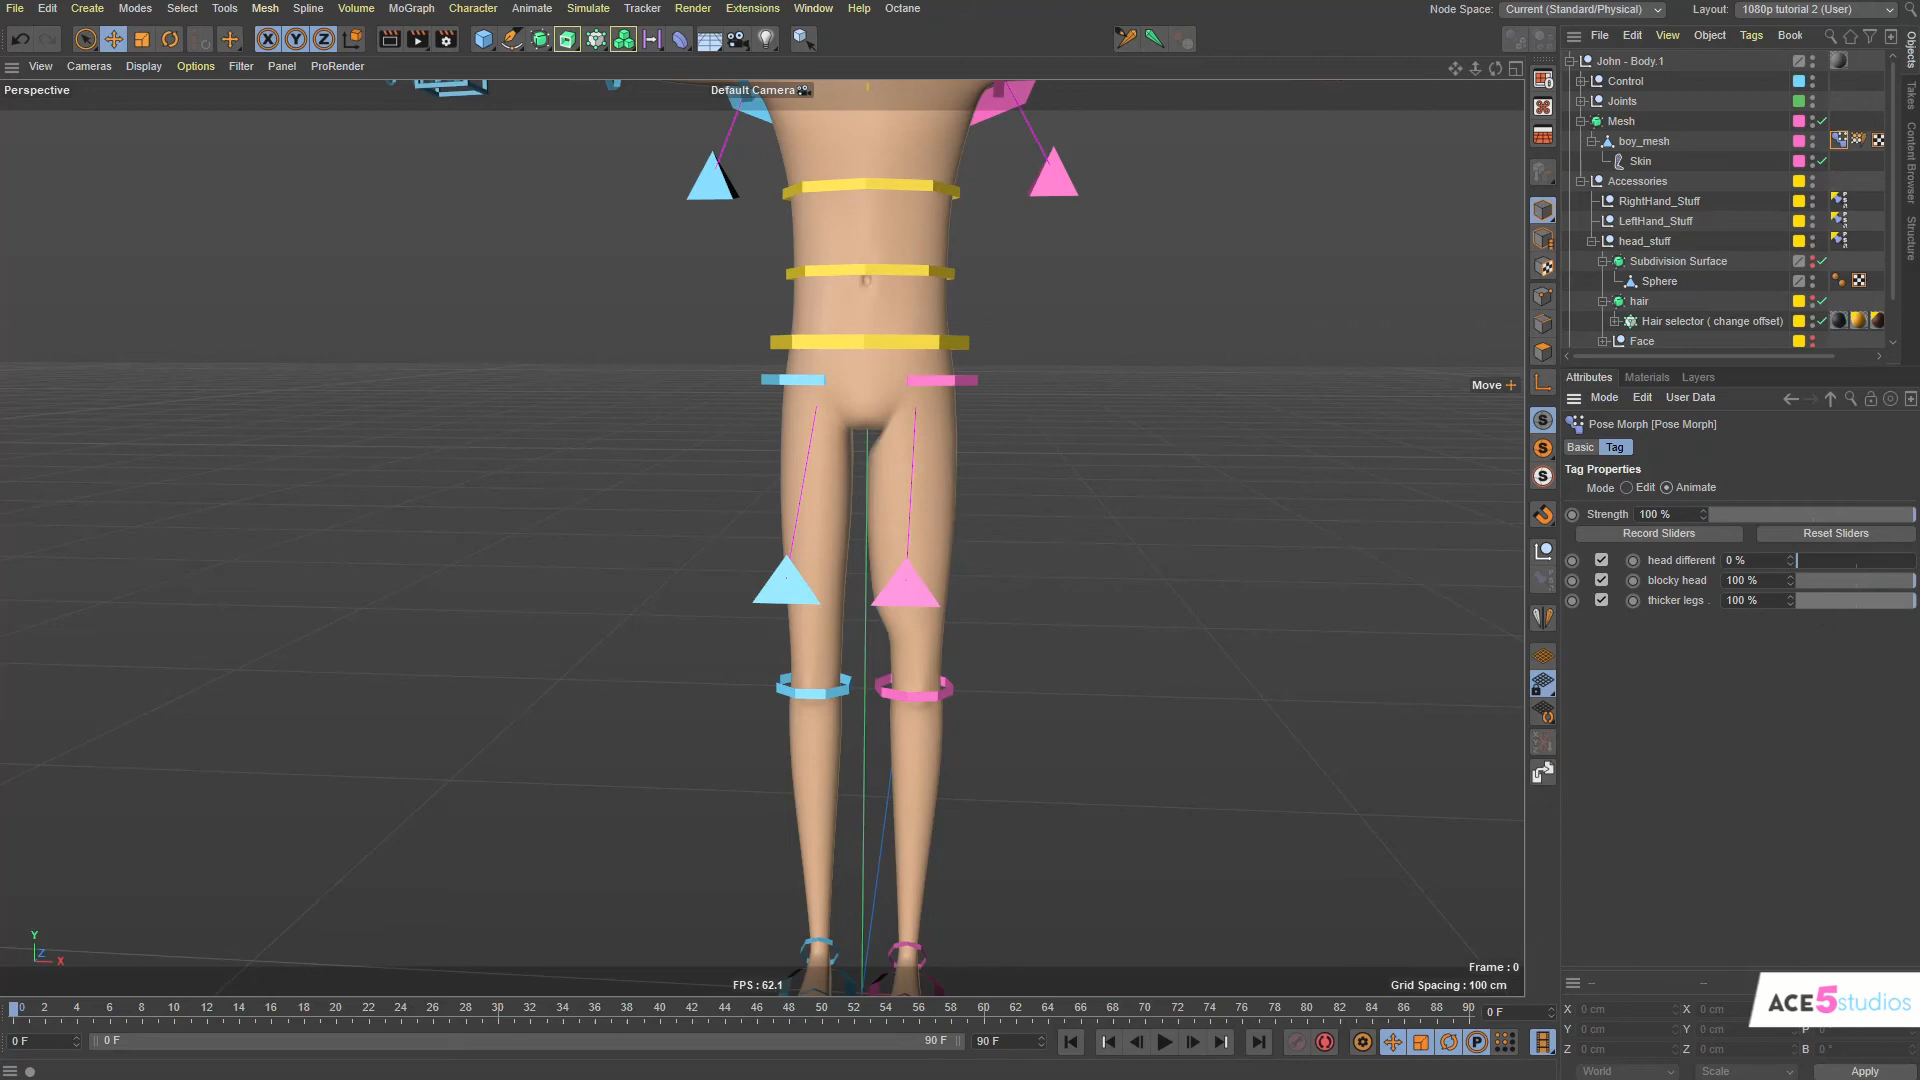 File Edit Create Modes Select Tools Mesh Spline Volume MoGraph Character Animate Simulate Tracker Render Extensions Window Help Octane Node Space: Current (Standard/Physical) Layout: 1080p tutorial 2 (User)
X Y Z
File Edit View Object Tags Book
View Cameras Display Options Filter Panel ProRender
Perspective Default Camera
John - Body.1
Control
Joints
Mesh
boy_mesh
Skin
Accessories
RightHand_Stuff
LeftHand_Stuff
head_stuff
Subdivision Surface
Sphere
hair
Hair selector ( change offset)
Face
Objects
Takes
Content Browser
Structure
Move
Attributes Materials Layers
Mode Edit User Data
Pose Morph [Pose Morph]
Basic Tag
Tag Properties
Mode Edit Animate
Strength 100 %
Record Sliders Reset Sliders
head different 0 %
blocky head 100 %
thicker legs . 100 %
S
S
S
Y
Z
X
Frame : 0
FPS : 62.1 Grid Spacing : 100 cm
0 2 4 6 8 10 12 14 16 18 20 22 24 26 28 30 32 34 36 38 40 42 44 46 48 50 52 54 56 58 60 62 64 66 68 70 72 74 76 78 80 82 84 86 88 90 0 F
0 F 0 F 90 F 90 F P
-- --
X 0 cm X 0 cm
Y 0 cm Y 0 cm P 0 °
Z 0 cm Z 0 cm B 0 °
World Scale Apply
ACE5studios